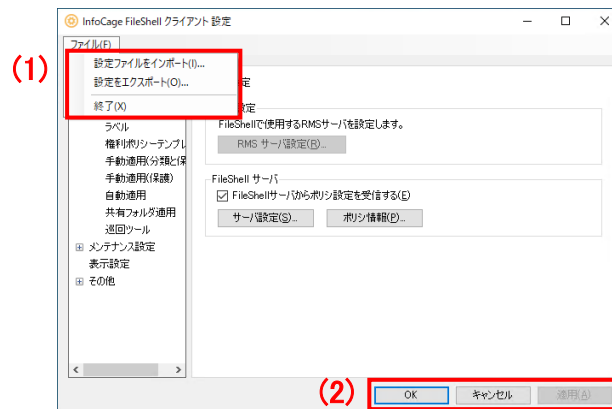 InfoCage FileShell クライアント 設定
ファイル(F)
(1)
設定ファイルをインポート(I)...
設定をエクスポート(O)...
終了(X)
定
設定
FileShellで使用するRMSサーバを設定します。
RMS サーバ設定(R)...
ラベル
権利ポリシーテンプレ
手動適用(分類と保
手動適用(保護)
自動適用
共有フォルダ適用
巡回ツール
メンテナンス設定
表示設定
その他
FileShell サーバ
FileShellサーバからポリシ設定を受信する(E)
サーバ設定(S)...
ポリシ情報(P)...
(2)
OK
キャンセル
適用(A)